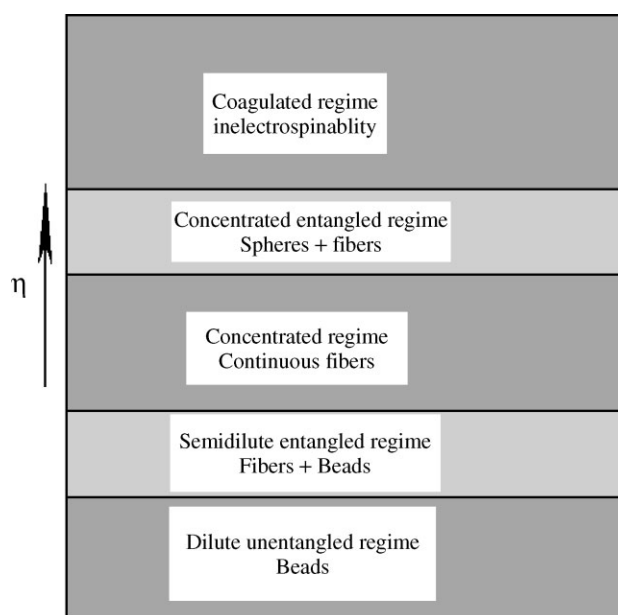 Coagulated regime
inelectrospinablity
Concentrated entangled regime
Spheres + fibers
η
Concentrated regime
Continuous fibers
Semidilute entangled regime
Fibers + Beads
Dilute unentangled regime
Beads